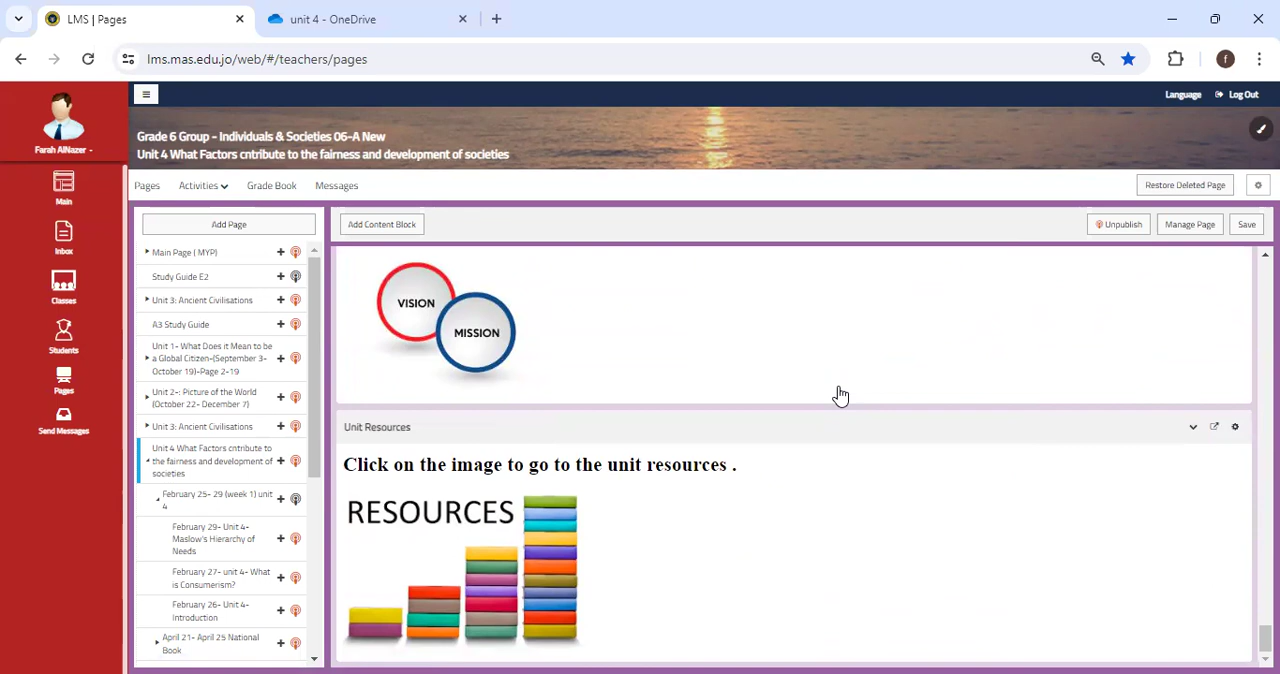 LMS | Pages
unit 4 - OneDrive
lms.mas.edu.jo/web/#/teachers/pages
f
Language
Log Out
Farah AlNazer
Grade 6 Group - Individuals & Societies 06-A New
Unit 4 What Factors cntribute to the fairness and development of societies
Pages
Activities
Grade Book
Messages
Restore Deleted Page
Main
Inbox
Classes
Students
Pages
Send Messages
Add Page
Main Page ( MYP)
Study Guide E2
Unit 3: Ancient Civilisations
A3 Study Guide
Unit 1- What Does it Mean to be
a Global Citizen-(September 3-
October 19)-Page 2-19
Unit 2-: Picture of the World
(October 22- December 7)
Unit 3: Ancient Civilisations
Unit 4 What Factors cntribute to
the fairness and development of
societies
February 25- 29 (week 1) unit
4
February 29- Unit 4-
Maslow's Hierarchy of
Needs
February 27- unit 4- What
is Consumerism?
February 26- Unit 4-
Introduction
April 21- April 25 National
Book
Add Content Block
Unpublish
Manage Page
Save
VISION
MISSION
Unit Resources
Click on the image to go to the unit resources .
RESOURCES